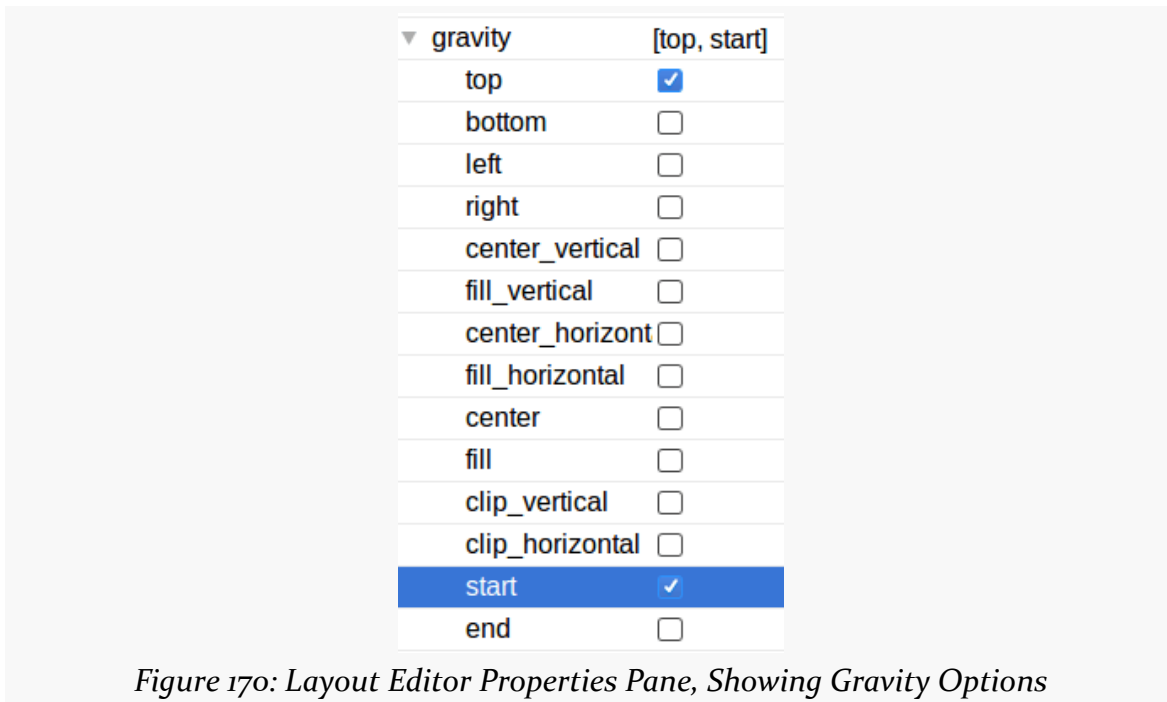 gravity [top, start]
top
bottom
left
right
center_vertical
fill_vertical
center_horizont
fill_horizontal
center
fill
clip_vertical
clip_horizontal
start
end
Figure 170: Layout Editor Properties Pane, Showing Gravity Options